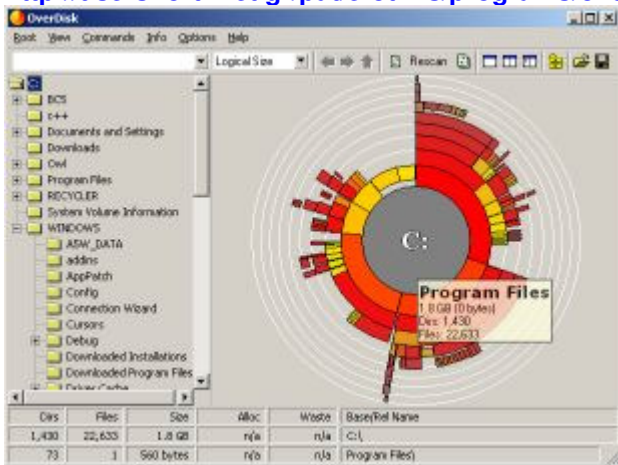 OverDisk
Root View Commands Info Options Help
Logical Size Rescan
C:
BCS
c++
Documents and Settings
Downloads
Owl
Program Files
RECYCLER
System Volume Information
WINDOWS
ASW_DATA
addins
AppPatch
Config
Connection Wizard
Cursors
Debug
Downloaded Installations
Downloaded Program Files
Driver Cache
C:
Program Files
1.8 GB (0 bytes)
Dirs: 1,430
Files: 22,633
Dirs Files Size Alloc Waste Base/Rel Name
1,430 22,633 1.8 GB n/a n/a C:\
73 1 560 bytes n/a n/a Program Files\